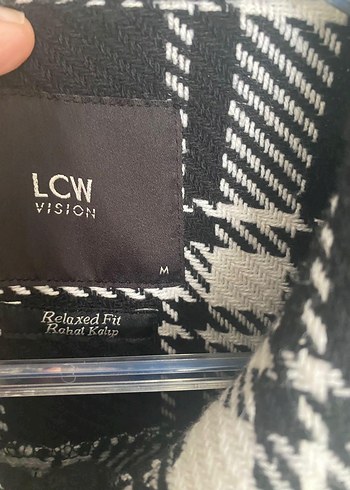 LCW
VISION
M
Relaxed Fit
Rahat Kalıp